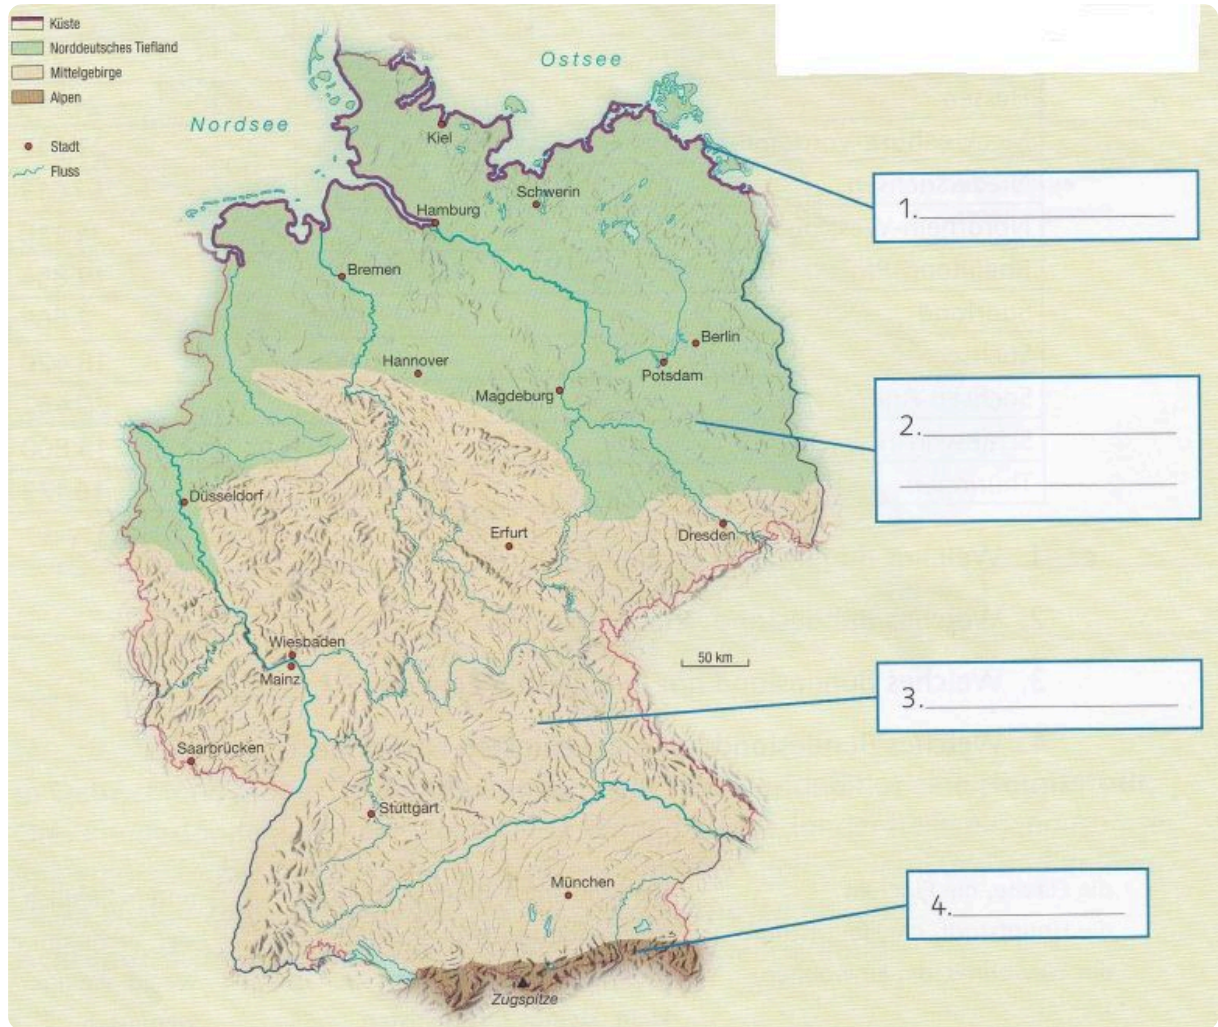 Küste
Norddeutsches Tiefland
Mittelgebirge
Alpen
Stadt
Fluss
Ostsee
Nordsee
Kiel
Schwerin
Hamburg
Bremen
Berlin
Hannover
Potsdam
Magdeburg
Düsseldorf
Erfurt
Dresden
Wiesbaden
Mainz
50 km
Saarbrücken
Stuttgart
München
Zugspitze
1.
2.
3.
4.